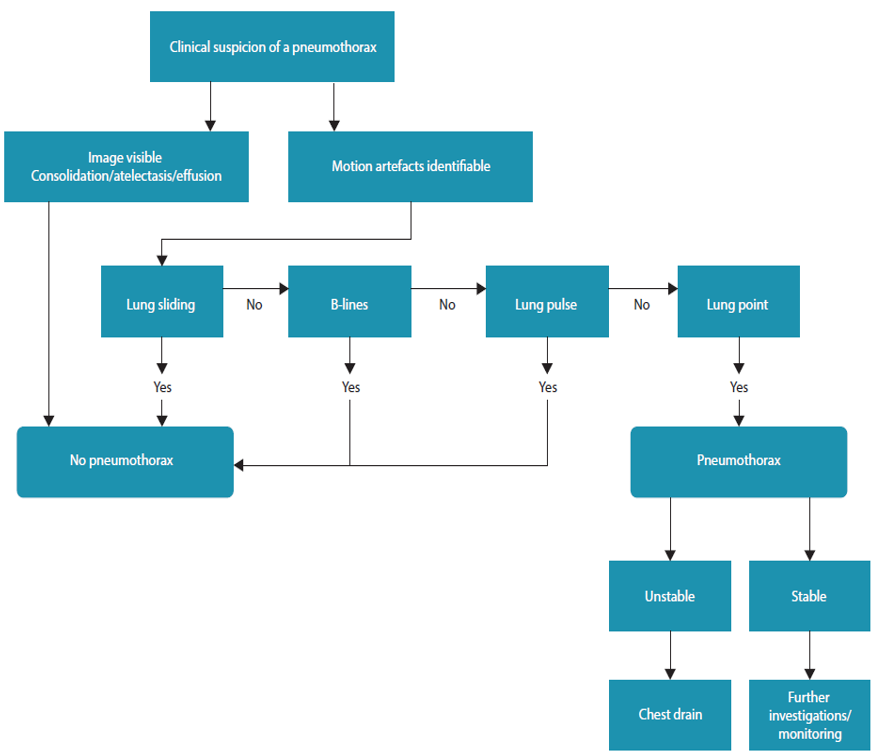 Clinical suspicion of a pneumothorax
Image visible
Consolidation/atelectasis/effusion
Motion artefacts identifiable
Lung sliding
No
B-lines
No
Lung pulse
No
Lung point
Yes
Yes
Yes
Yes
No pneumothorax
Pneumothorax
Unstable
Stable
Chest drain
Further
investigations/
monitoring